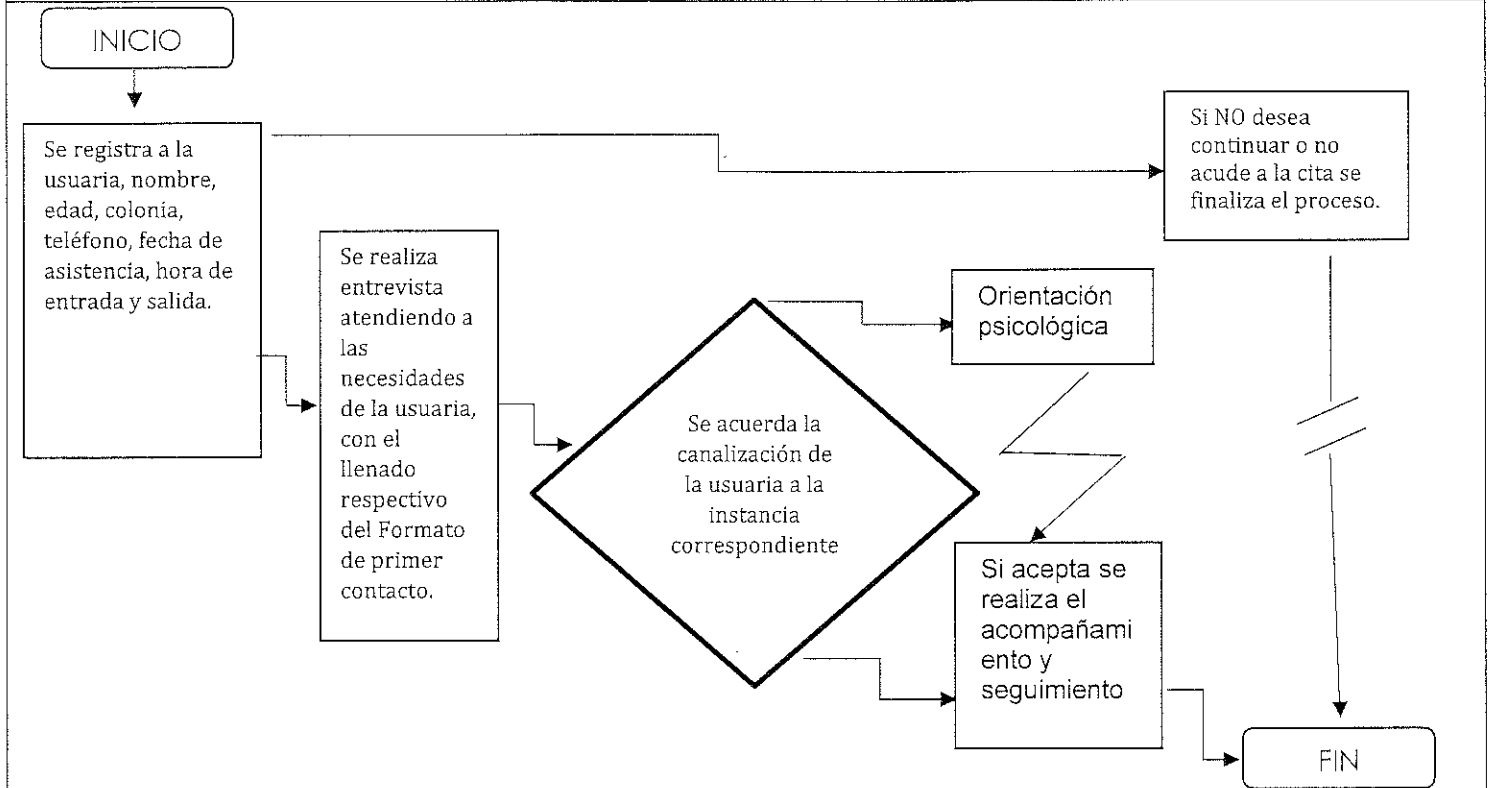 INICIO
Se registra a la
usuaria, nombre,
edad, colonia,
teléfono, fecha de
asistencia, hora de
entrada y salida.
Se realiza
entrevista
atendiendo a
las
necesidades
de la usuaria,
con el
llenado
respectivo
del Formato
de primer
contacto.
Se acuerda la
canalización de
la usuaria a la
instancia
correspondiente
Orientación
psicológica
Si acepta se
realiza el
acompañami
ento y
seguimiento
Si NO desea
continuar o no
acude a la cita se
finaliza el proceso.
FIN